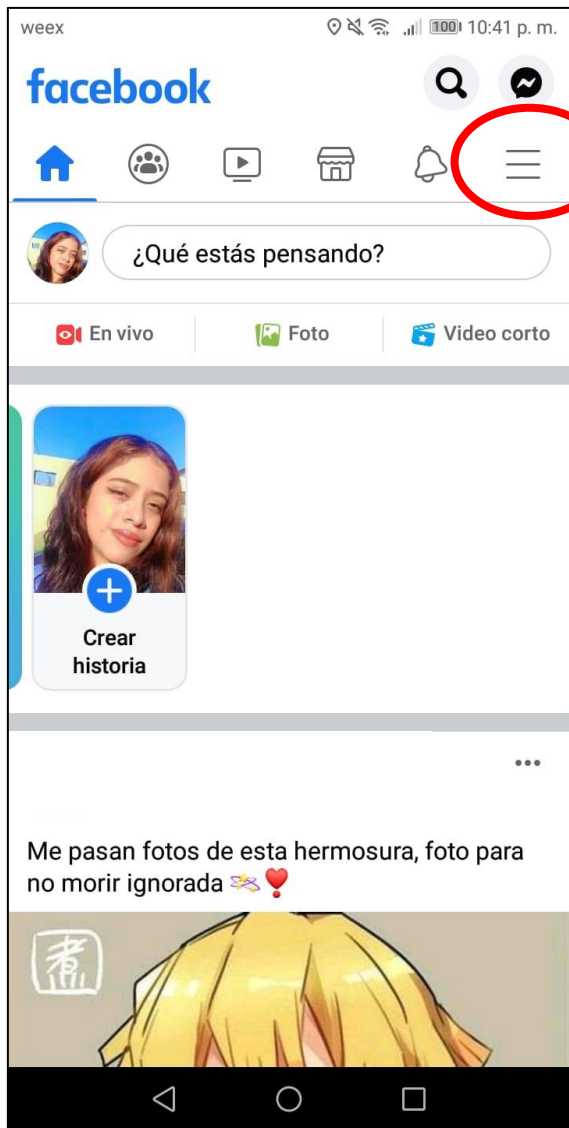 weex 100 10:41 p. m.
facebook
¿Qué estás pensando?
En vivo Foto Video corto
Crear
historia
Me pasan fotos de esta hermosura, foto para
no morir ignorada 💫❣️
煮